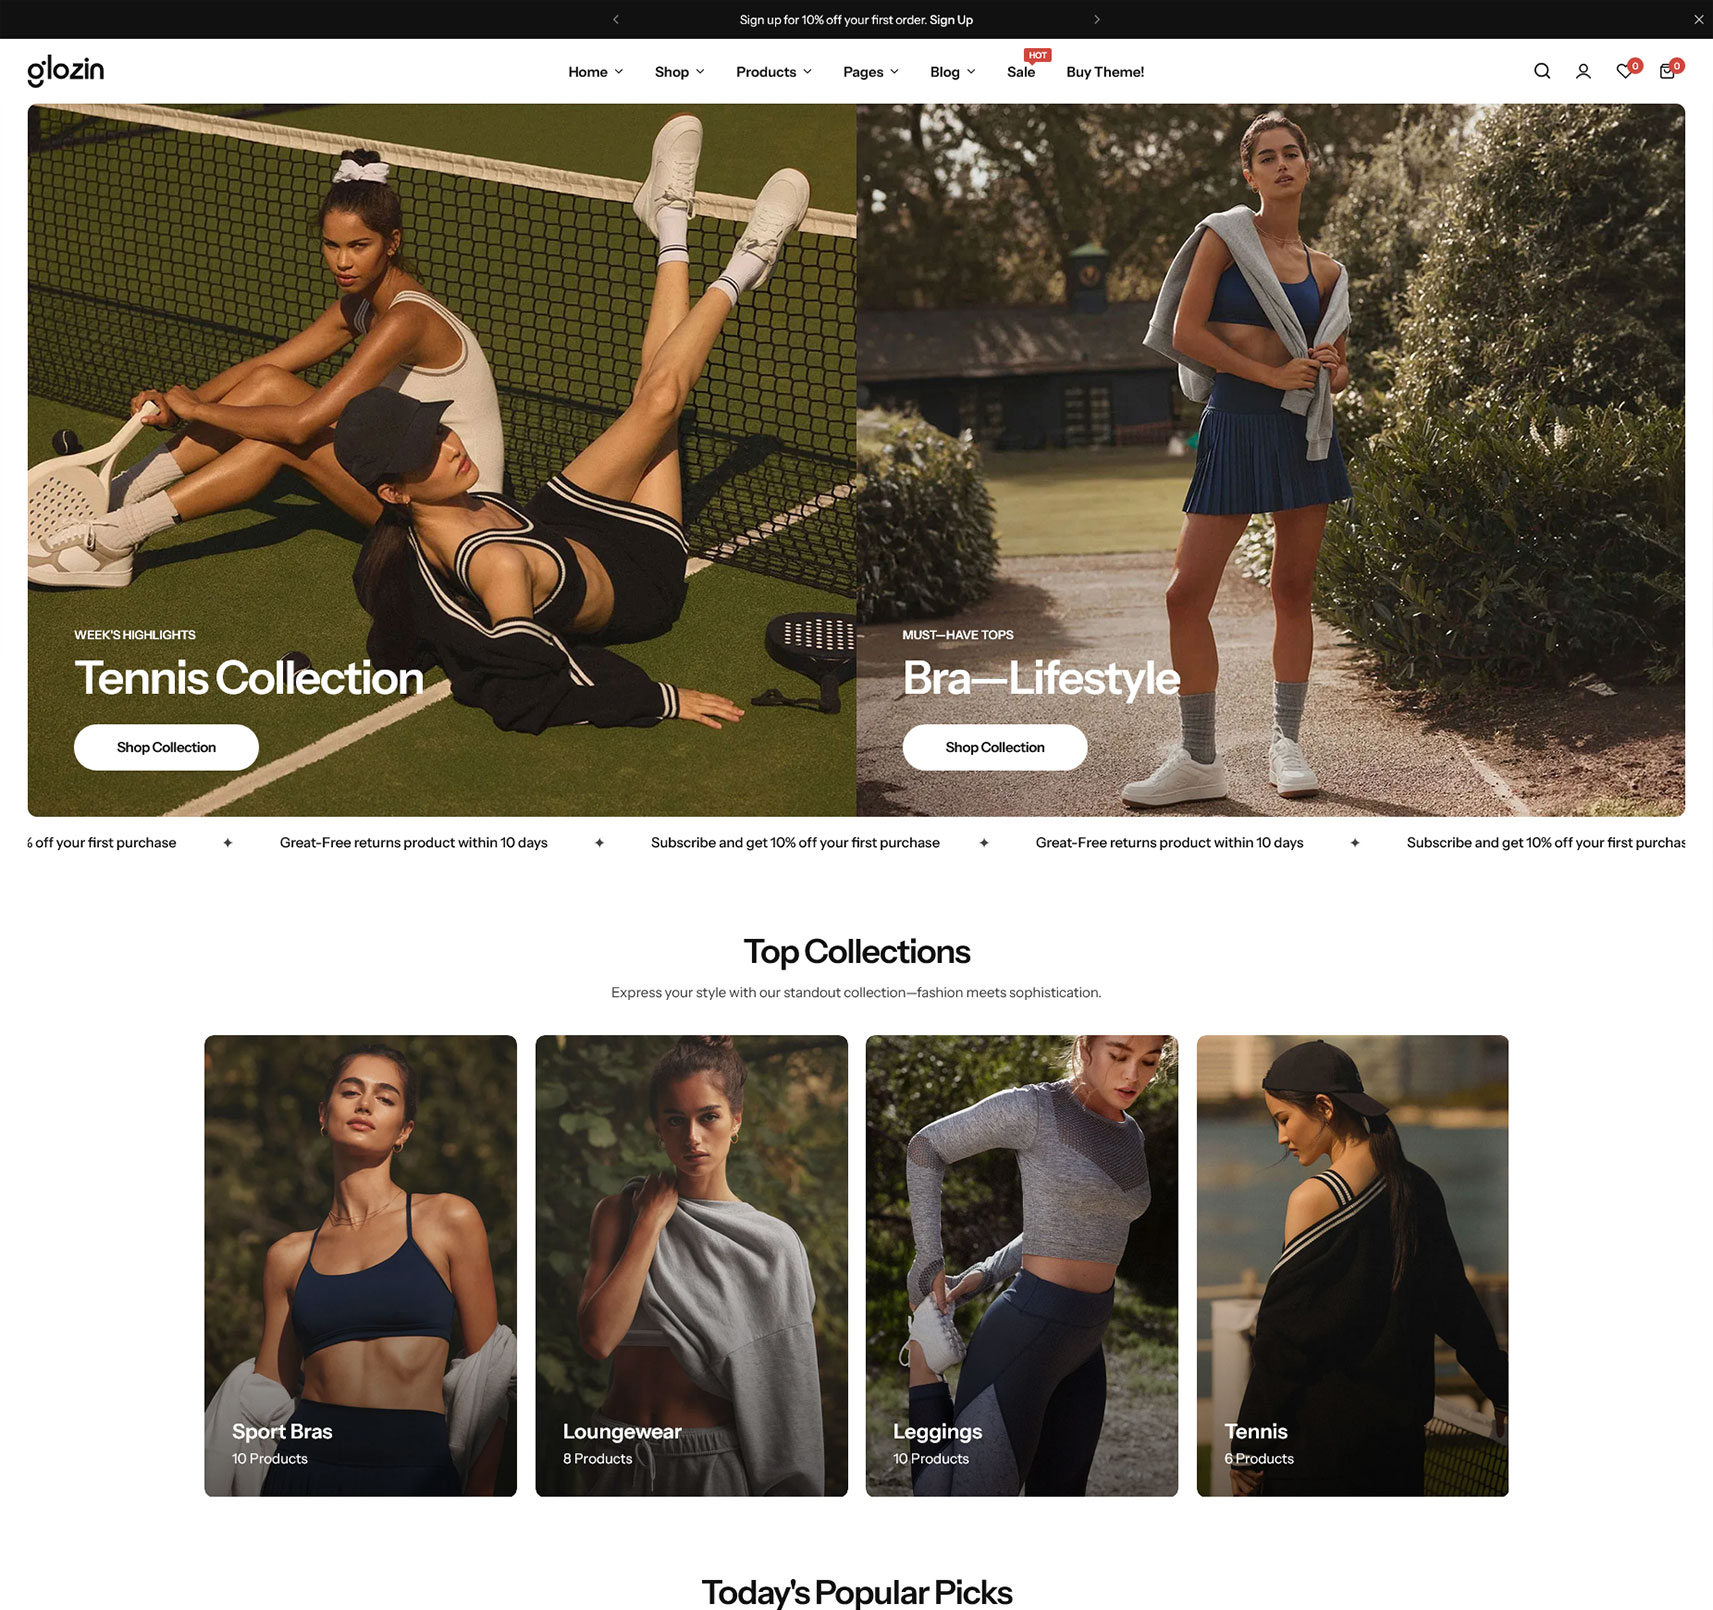 Sign up for 10% off your first order. Sign Up
glozin
Home
Shop
Products
Pages
Blog
Sale
HOT
Buy Theme!
0
0
WEEK'S HIGHLIGHTS
Tennis Collection
Shop Collection
MUST—HAVE TOPS
Bra—Lifestyle
Shop Collection
% off your first purchase
Great-Free returns product within 10 days
Subscribe and get 10% off your first purchase
Great-Free returns product within 10 days
Subscribe and get 10% off your first purchas
Top Collections
Express your style with our standout collection—fashion meets sophistication.
Sport Bras
10 Products
Loungewear
8 Products
Leggings
10 Products
Tennis
6 Products
Today's Popular Picks